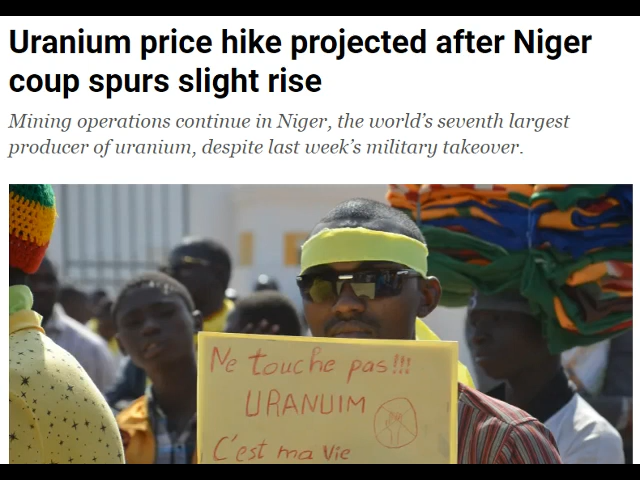 Uranium price hike projected after Niger
coup spurs slight rise
Mining operations continue in Niger, the world’s seventh largest
producer of uranium, despite last week’s military takeover.
Ne touche pas!!!
URANUIM
C'est ma Vie